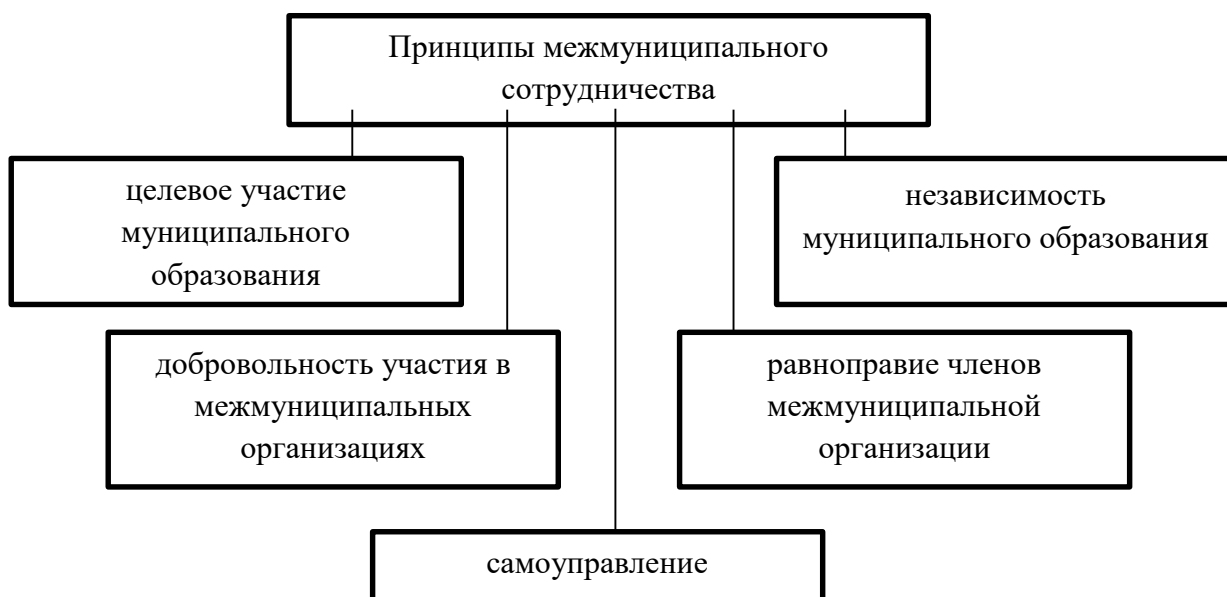 Принципы межмуниципального
сотрудничества
целевое участие
муниципального
образования
независимость
муниципального образования
добровольность участия в
межмуниципальных
организациях
равноправие членов
межмуниципальной
организации
самоуправление